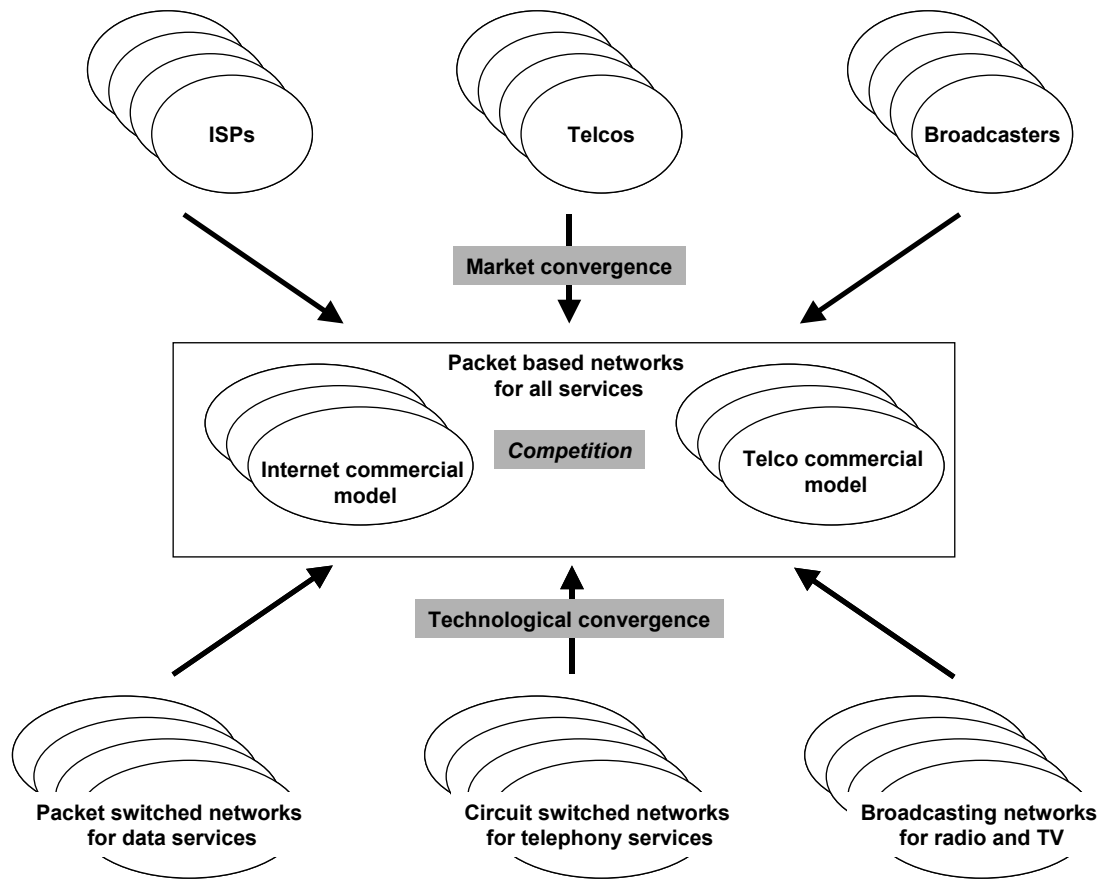 ISPs
Telcos
Broadcasters
Market convergence
Packet based networks
for all services
Competition
Internet commercial
model
Telco commercial
model
Technological convergence
Packet switched networks
for data services
Circuit switched networks
for telephony services
Broadcasting networks
for radio and TV